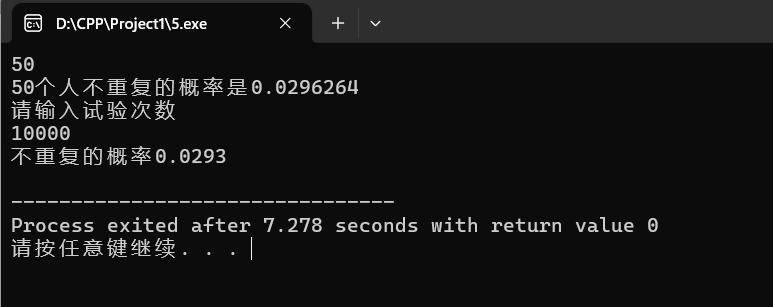 D:\CPP\Project1\5.exe
50
50个人不重复的概率是0.0296264
请输入试验次数
10000
不重复的概率0.0293
--------------------------------
Process exited after 7.278 seconds with return value 0
请按任意键继续. . .